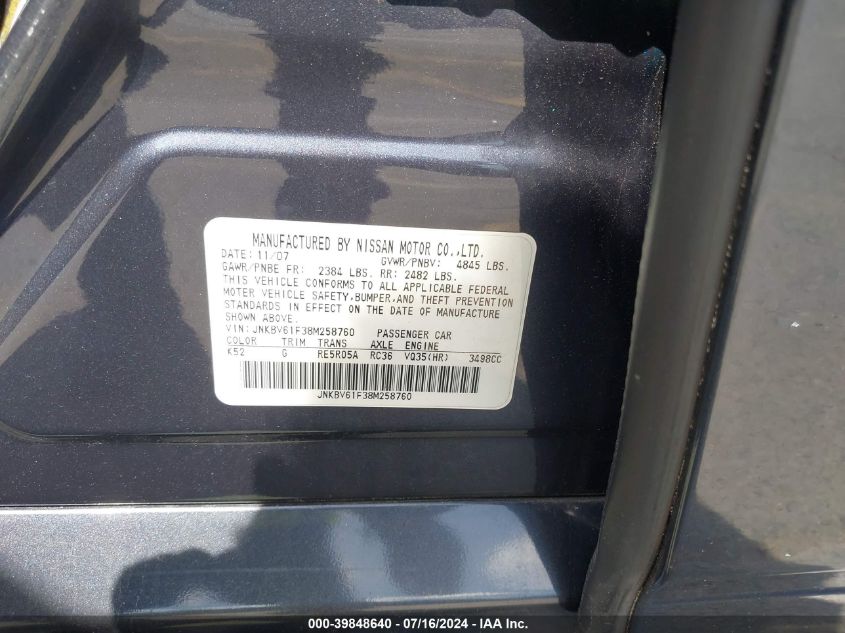 MANUFACTURED BY NISSAN MOTOR CO.,LTD.
DATE: 11/07 GVWR/PNBV: 4845 LBS.
GAWR/PNBE FR: 2384 LBS. RR: 2482 LBS.
THIS VEHICLE CONFORMS TO ALL APPLICABLE FEDERAL
MOTOR VEHICLE SAFETY,BUMPER,AND THEFT PREVENTION
STANDARDS IN EFFECT ON THE DATE OF MANUFACTURE
SHOWN ABOVE.
VIN:JNKBV61F38M258760 PASSENGER CAR
COLOR TRIM TRANS AXLE ENGINE
K52 G RE5R05A RC36 VQ35(HR) 3498CC
JNKBV61F38M258760
000-39848640 / 07/16/2024 / IAA Inc.